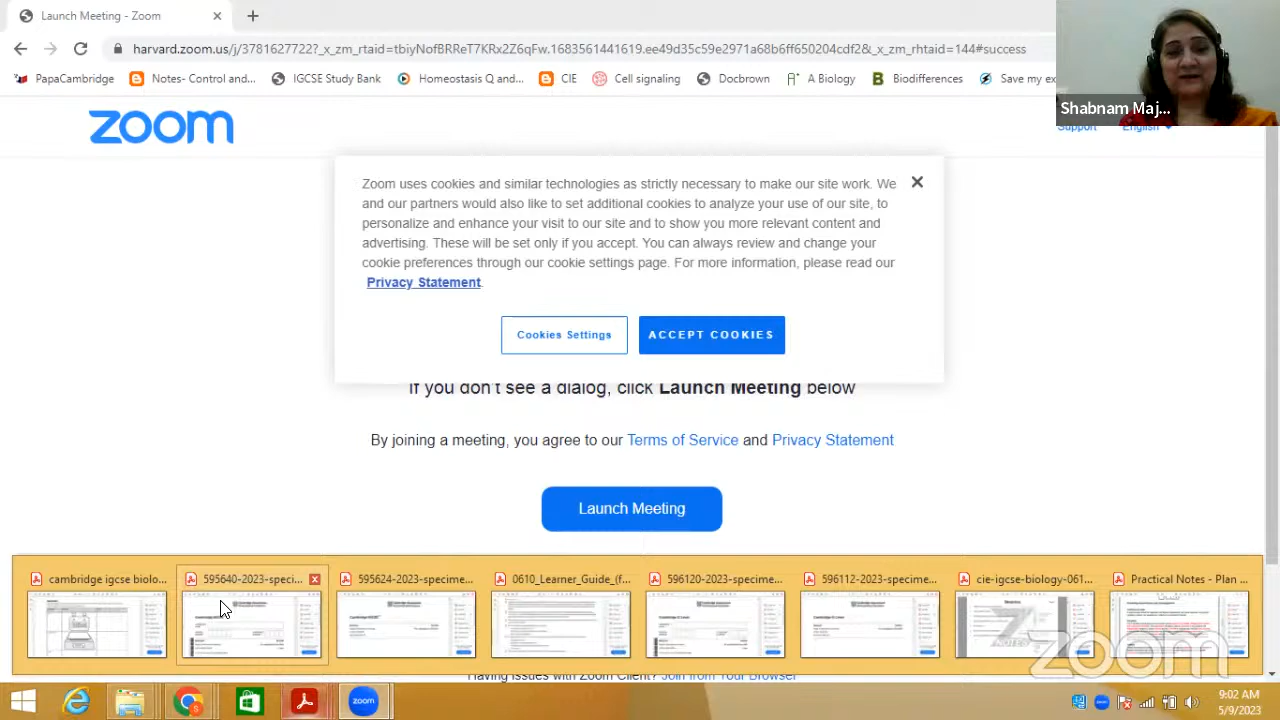 Launch Meeting - Zoom
harvard.zoom.us/j/3781627722?_x_zm_rtaid=tbiyNofBRReT7KRx2Z6qFw.1683561441619.ee49d35c59e2971a68b6ff650204cdf2&_x_zm_rhtaid=144#success
PapaCambridge Notes- Control and... IGCSE Study Bank Homeostasis Q and... CIE Cell signaling Docbrown A Biology Biodifferences Save my ex
Shabnam Maj...
zoom
Support English
Zoom uses cookies and similar technologies as strictly necessary to make our site work. We
and our partners would also like to set additional cookies to analyze your use of our site, to
personalize and enhance your visit to our site and to show you more relevant content and
advertising. These will be set only if you accept. You can always review and change your
cookie preferences through our cookie settings page. For more information, please read our
Privacy Statement.
Cookies Settings ACCEPT COOKIES
If you don't see a dialog, click Launch Meeting below
By joining a meeting, you agree to our Terms of Service and Privacy Statement
Launch Meeting
cambridge igcse biolo... 595640-2023-speci... 595624-2023-specime... 0610_Learner_Guide_(f... 596120-2023-specime... 596112-2023-specime... cie-igcse-biology-061... Practical Notes - Plan ...
zoom
Having issues with Zoom Client? Join from Your Browser
zoom
9:02 AM
5/9/2023